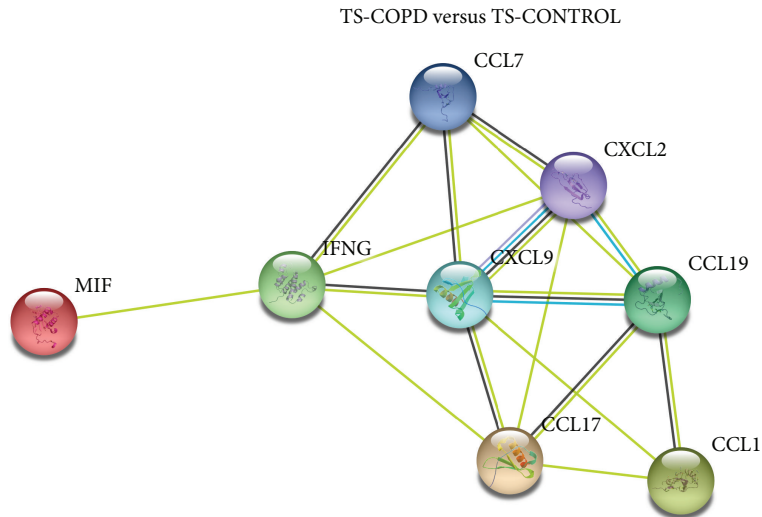 TS-COPD versus TS-CONTROL
CCL7
CXCL2
IFNG
CXCL9
CCL19
MIF
CCL17
CCL1